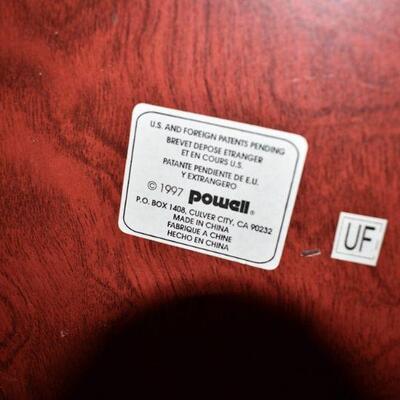 U.S. AND FOREIGN PATENTS PENDING
BREVET DEPOSE ETRANGER
ET EN COURS U.S.
PATANTE PENDIENTE DE E.U.
Y EXTRANGERO
© 1997 powell®
P.O. BOX 1408, CULVER CITY, CA 90232
MADE IN CHINA
FABRIQUE A CHINE
HECHO EN CHINA
UF